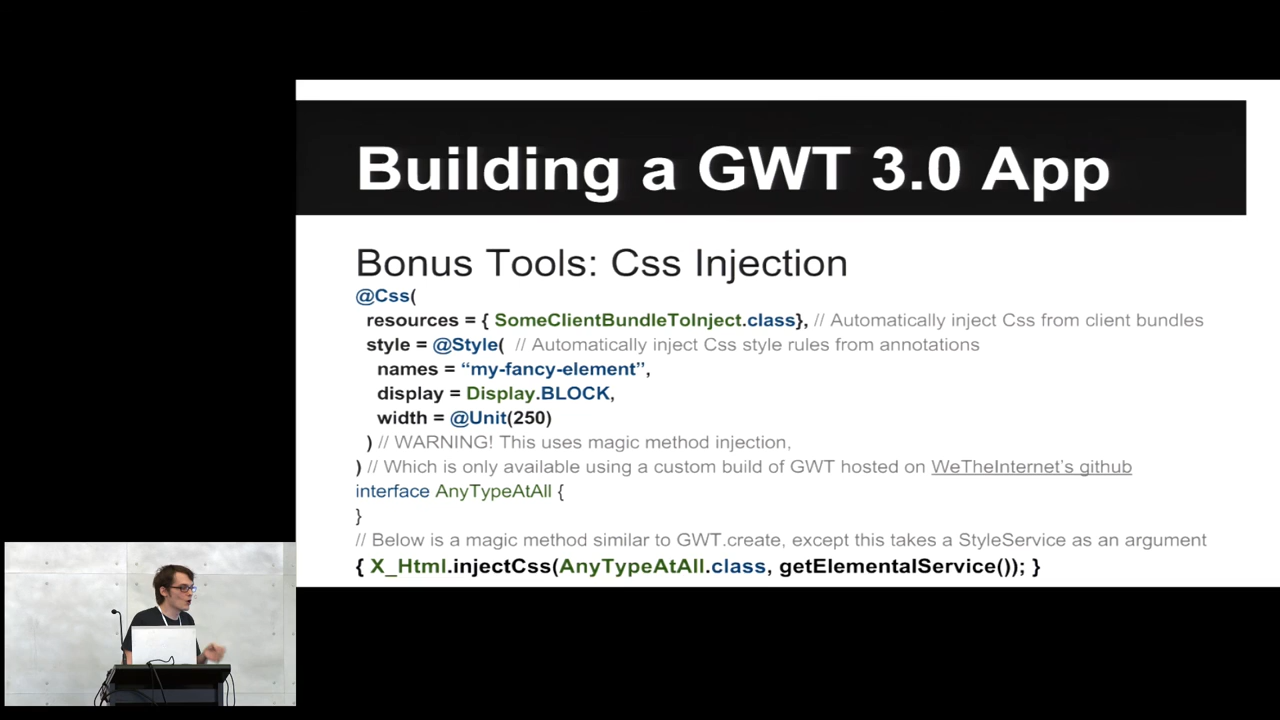 Building a GWT 3.0 App
Bonus Tools: Css Injection
@Css(
resources = { SomeClientBundleToInject.class}, // Automatically inject Css from client bundles
style = @Style( // Automatically inject Css style rules from annotations
names = “my-fancy-element”,
display = Display.BLOCK,
width = @Unit(250)
) // WARNING! This uses magic method injection,
) // Which is only available using a custom build of GWT hosted on WeTheInternet's github
interface AnyTypeAtAll {
}
// Below is a magic method similar to GWT.create, except this takes a StyleService as an argument
{ X_Html.injectCss(AnyTypeAtAll.class, getElementalService()); }